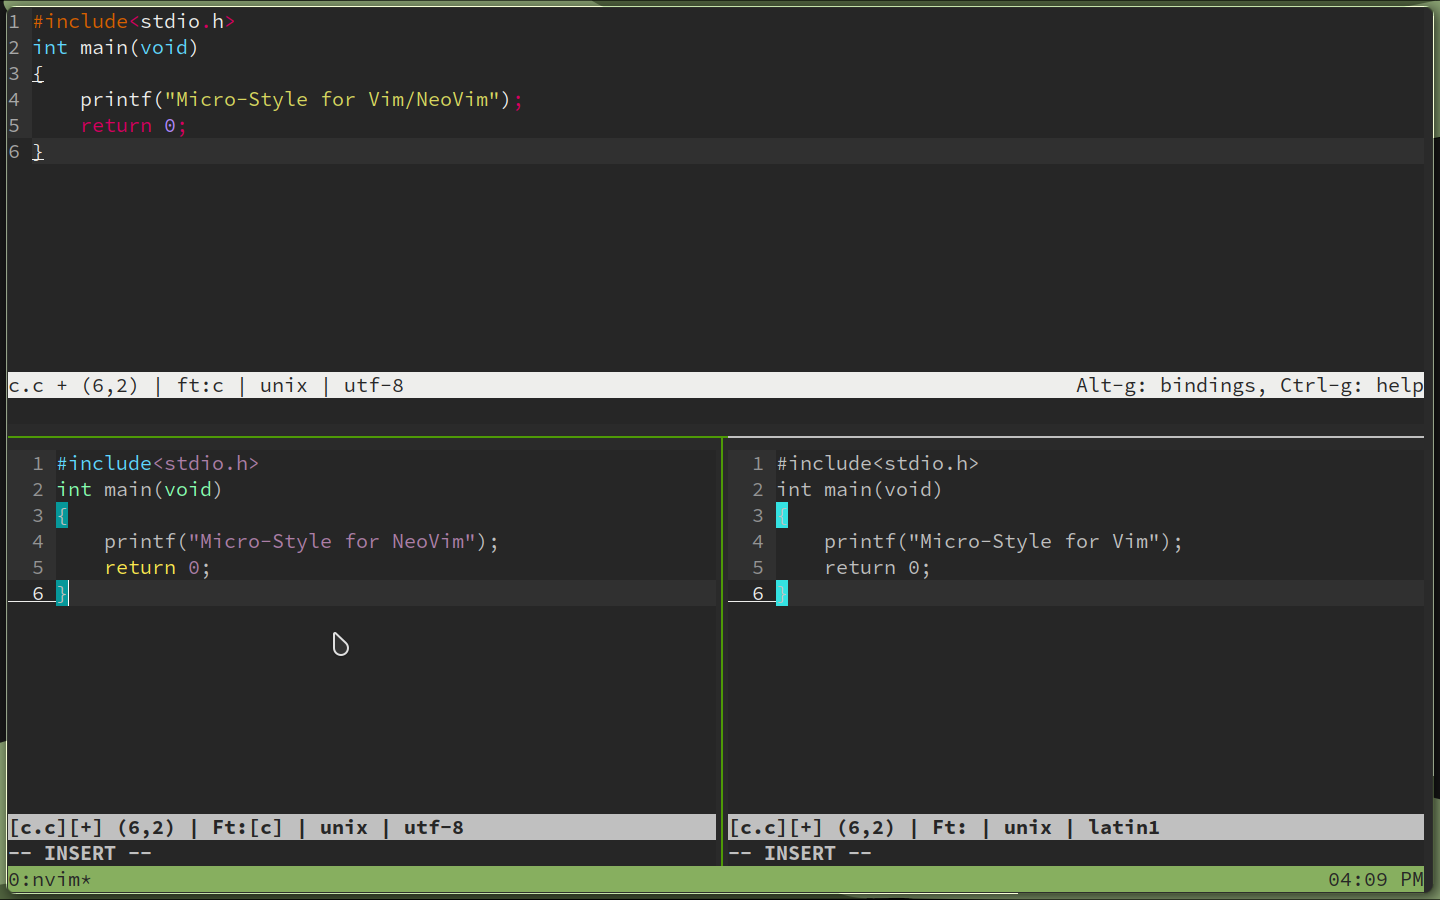 1 #include<stdio.h>
2 int main(void)
3 {
4     printf("Micro-Style for Vim/NeoVim");
5     return 0;
6 }
c.c + (6,2) | ft:c | unix | utf-8 Alt-g: bindings, Ctrl-g: help
1 #include<stdio.h>
2 int main(void)
3 {
4     printf("Micro-Style for NeoVim");
5     return 0;
6 }
[c.c][+] (6,2) | Ft:[c] | unix | utf-8
-- INSERT --
1 #include<stdio.h>
2 int main(void)
3 {
4     printf("Micro-Style for Vim");
5     return 0;
6 }
[c.c][+] (6,2) | Ft: | unix | latin1
-- INSERT --
0:nvim* 04:09 PM